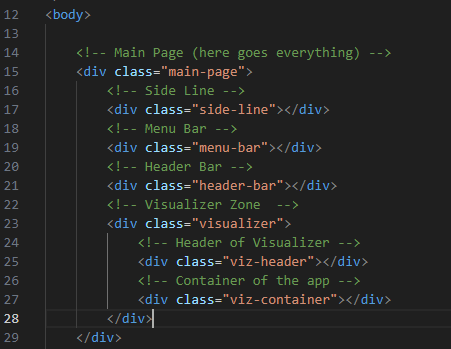 12 <body>
13
14 <!-- Main Page (here goes everything) -->
15 <div class="main-page">
16 <!-- Side Line -->
17 <div class="side-line"></div>
18 <!-- Menu Bar -->
19 <div class="menu-bar"></div>
20 <!-- Header Bar -->
21 <div class="header-bar"></div>
22 <!-- Visualizer Zone  -->
23 <div class="visualizer">
24 <!-- Header of Visualizer -->
25 <div class="viz-header"></div>
26 <!-- Container of the app -->
27 <div class="viz-container"></div>
28 </div>
29 </div>